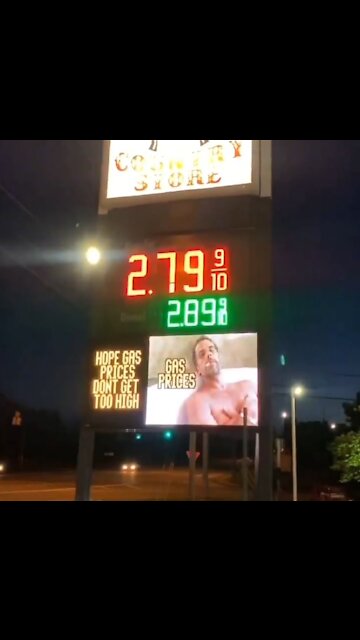 COUNTRY
STORE
2.79 9/10
2.89 9/10
HOPE GAS
PRICES
DONT GET
TOO HIGH
GAS
PRICES